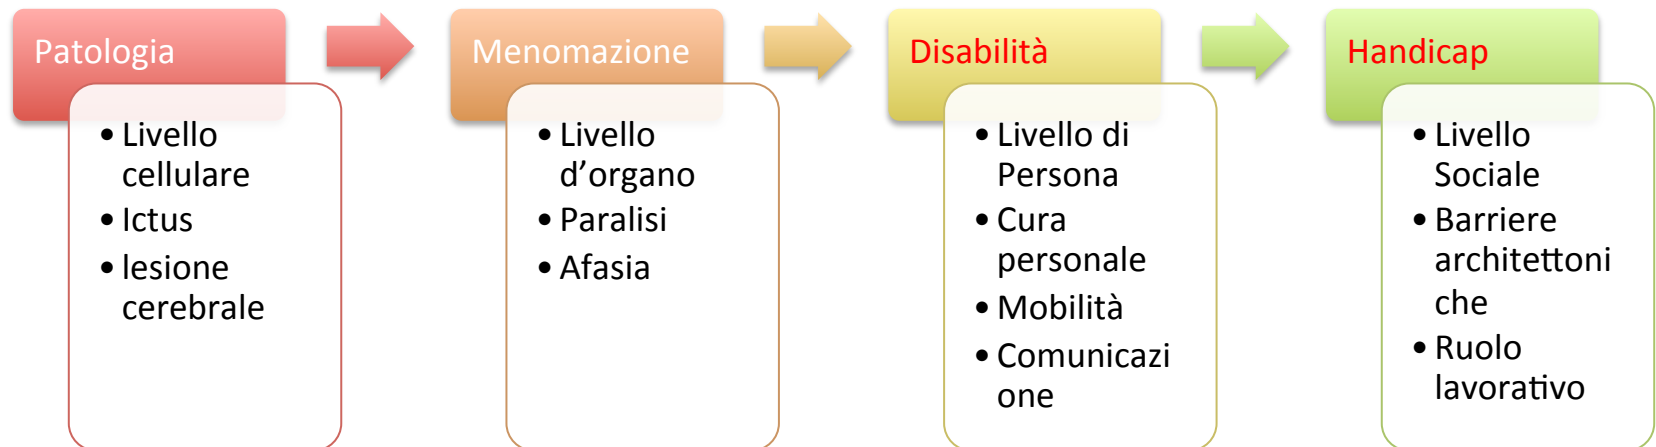 Patologia
• Livello
cellulare
• Ictus
• lesione
cerebrale
Menomazione
• Livello
d’organo
• Paralisi
• Afasia
Disabilità
• Livello di
Persona
• Cura
personale
• Mobilità
• Comunicazi
one
Handicap
• Livello
Sociale
• Barriere
architettoni
che
• Ruolo
lavorativo